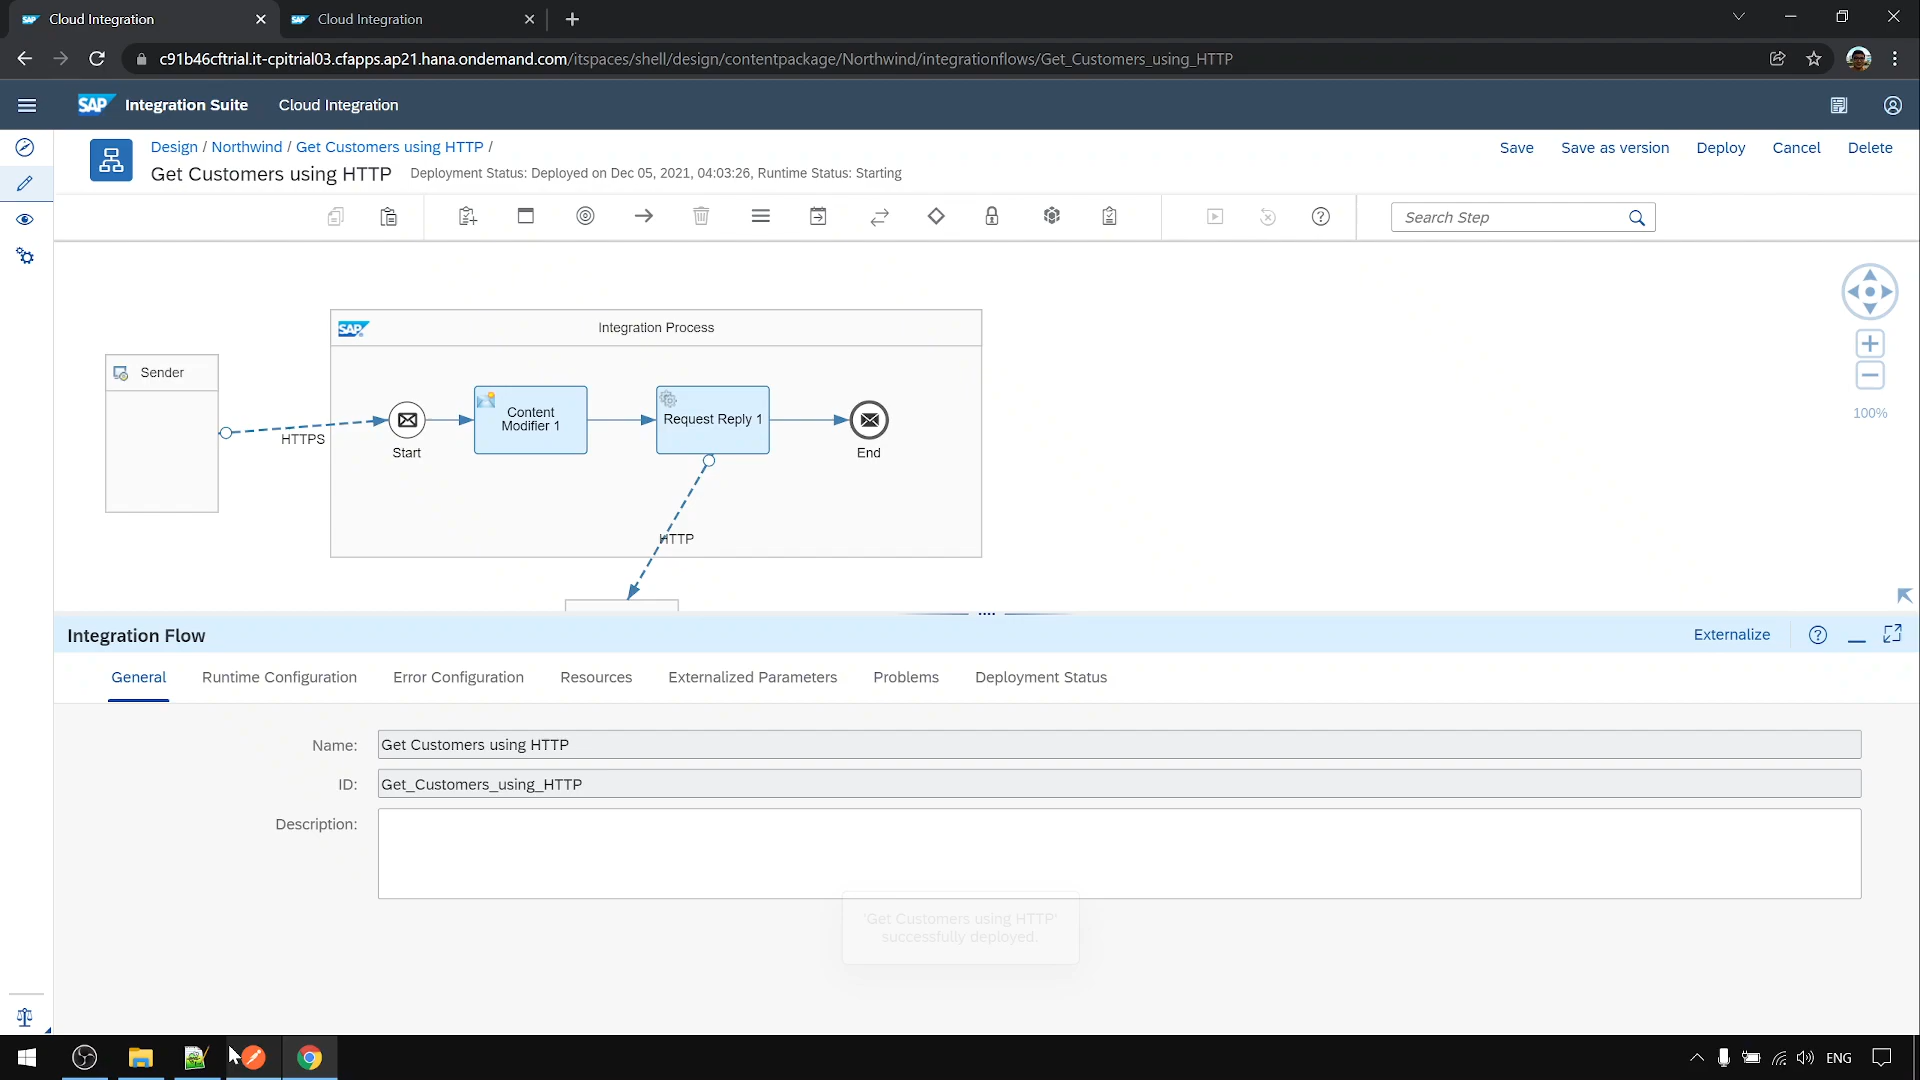 Cloud Integration
Cloud Integration
c91b46cftrial.it-cpitrial03.cfapps.ap21.hana.ondemand.com/itspaces/shell/design/contentpackage/Northwind/integrationflows/Get_Customers_using_HTTP
SAP Integration Suite Cloud Integration
Design / Northwind / Get Customers using HTTP /
Save Save as version Deploy Cancel Delete
Get Customers using HTTP Deployment Status: Deployed on Dec 05, 2021, 04:03:26, Runtime Status: Starting
Search Step
SAP Integration Process
Sender
Content
Modifier 1
Request Reply 1
HTTPS
Start
End
100%
HTTP
Integration Flow
Externalize
General Runtime Configuration Error Configuration Resources Externalized Parameters Problems Deployment Status
Name: Get Customers using HTTP
ID: Get_Customers_using_HTTP
Description:
'Get Customers using HTTP'
successfully deployed.
ENG